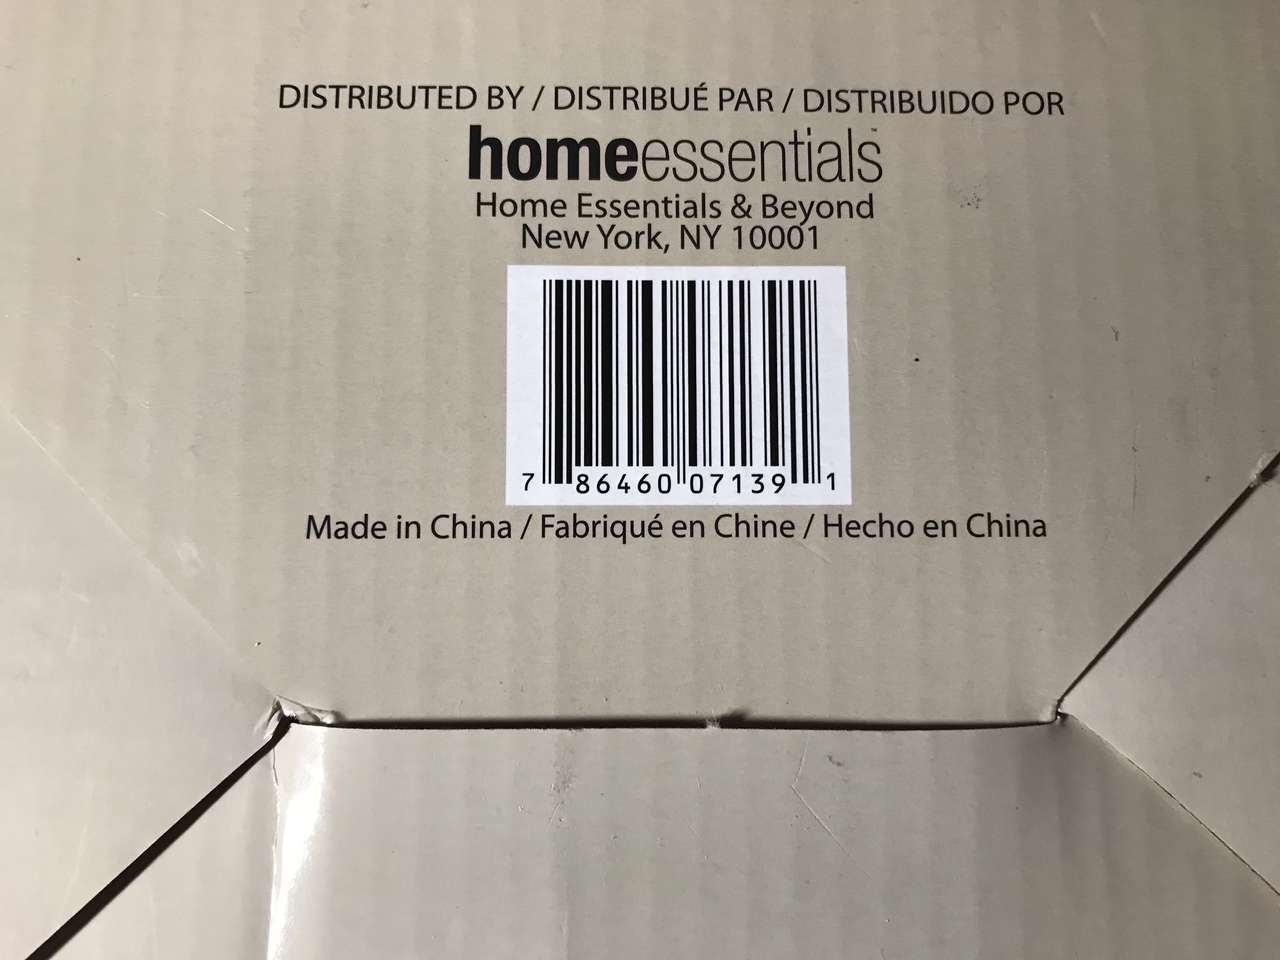 DISTRIBUTED BY / DISTRIBUÉ PAR / DISTRIBUIDO POR
homeessentials™
Home Essentials & Beyond
New York, NY 10001
7 86460 07139 1
Made in China / Fabriqué en Chine / Hecho en China